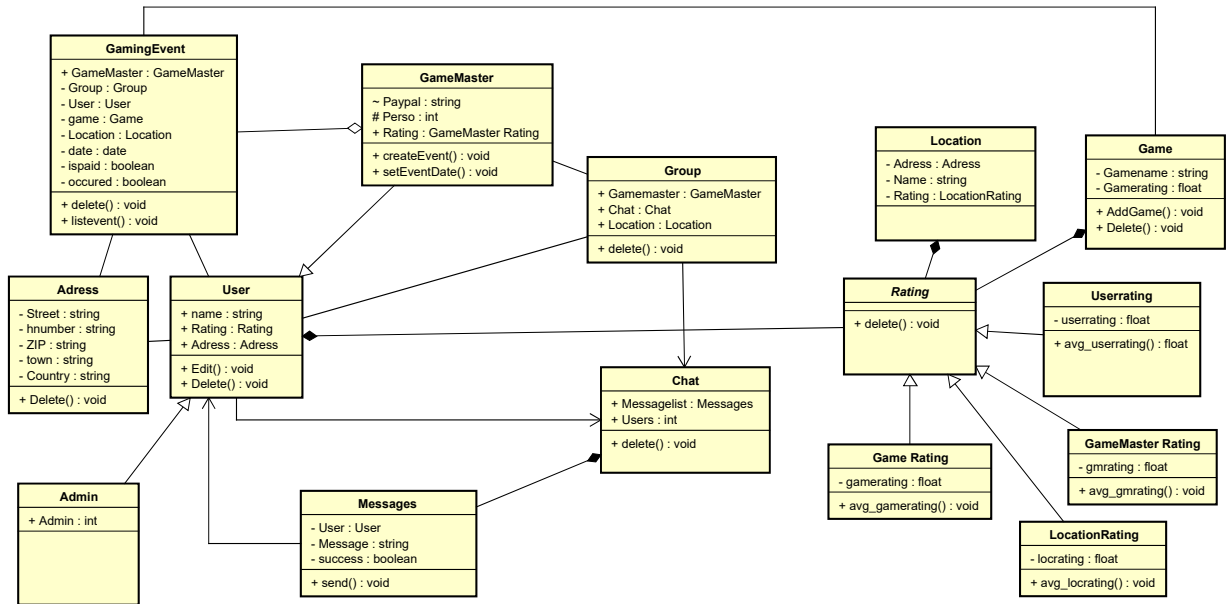 GamingEvent
+ GameMaster : GameMaster
- Group : Group
- User : User
- game : Game
- Location : Location
- date : date
- ispaid : boolean
- occured : boolean
+ delete() : void
+ listevent() : void
GameMaster
~ Paypal : string
# Perso : int
+ Rating : GameMaster Rating
+ createEvent() : void
+ setEventDate() : void
Group
+ Gamemaster : GameMaster
+ Chat : Chat
+ Location : Location
+ delete() : void
Location
- Adress : Adress
- Name : string
- Rating : LocationRating
Game
- Gamename : string
- Gamerating : float
+ AddGame() : void
+ Delete() : void
Adress
- Street : string
- hnumber : string
- ZIP : string
- town : string
- Country : string
+ Delete() : void
User
+ name : string
+ Rating : Rating
+ Adress : Adress
+ Edit() : void
+ Delete() : void
Rating
+ delete() : void
Userrating
- userrating : float
+ avg_userrating() : float
Chat
+ Messagelist : Messages
+ Users : int
+ delete() : void
Game Rating
- gamerating : float
+ avg_gamerating() : void
GameMaster Rating
- gmrating : float
+ avg_gmrating() : void
Admin
+ Admin : int
Messages
- User : User
- Message : string
- success : boolean
+ send() : void
LocationRating
- locrating : float
+ avg_locrating() : void